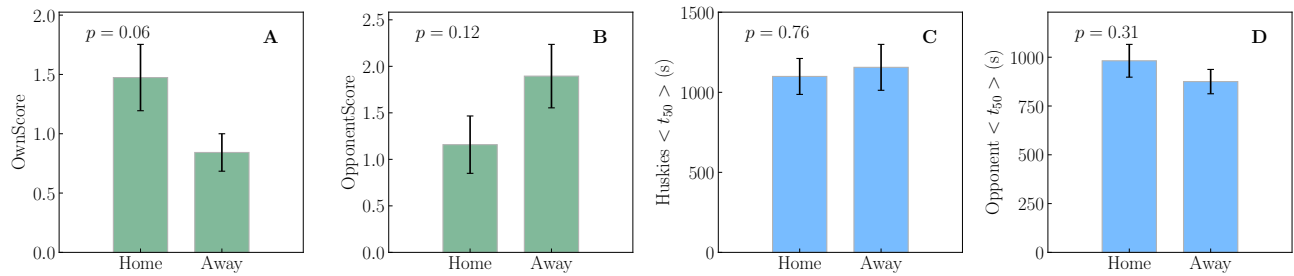 OwnScore
2.0
1.5
1.0
0.5
0.0
p = 0.06
A
Home Away
OpponentScore
2.5
2.0
1.5
1.0
0.5
0.0
p = 0.12
B
Home Away
Huskies < t50 > (s)
1500
1000
500
0
p = 0.76
C
Home Away
Opponent < t50 > (s)
1000
750
500
250
0
p = 0.31
D
Home Away